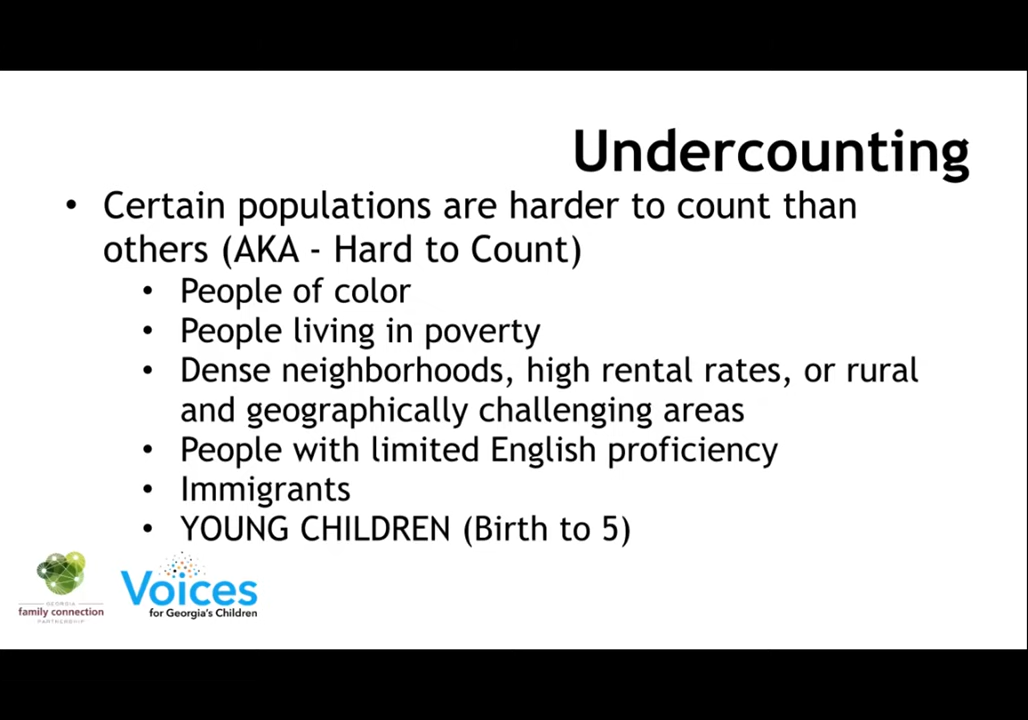 Undercounting
• Certain populations are harder to count than
others (AKA - Hard to Count)
• People of color
• People living in poverty
• Dense neighborhoods, high rental rates, or rural
and geographically challenging areas
• People with limited English proficiency
• Immigrants
• YOUNG CHILDREN (Birth to 5)
GEORGIA
family connection
PARTNERSHIP
Voices
for Georgia's Children